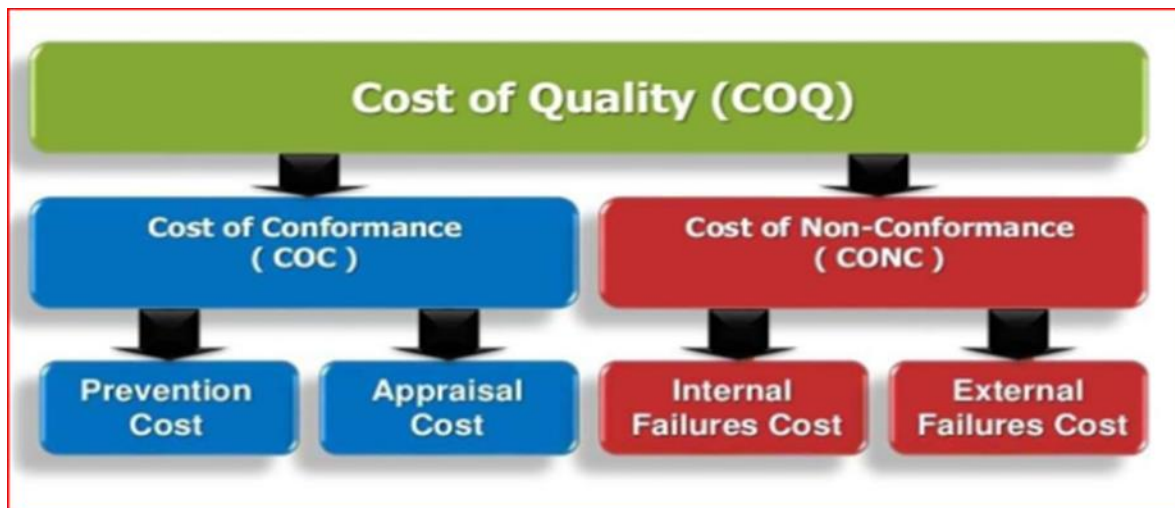 Cost of Quality (COQ)
Cost of Conformance
( COC )
Cost of Non-Conformance
( CONC )
Prevention
Cost
Appraisal
Cost
Internal
Failures Cost
External
Failures Cost